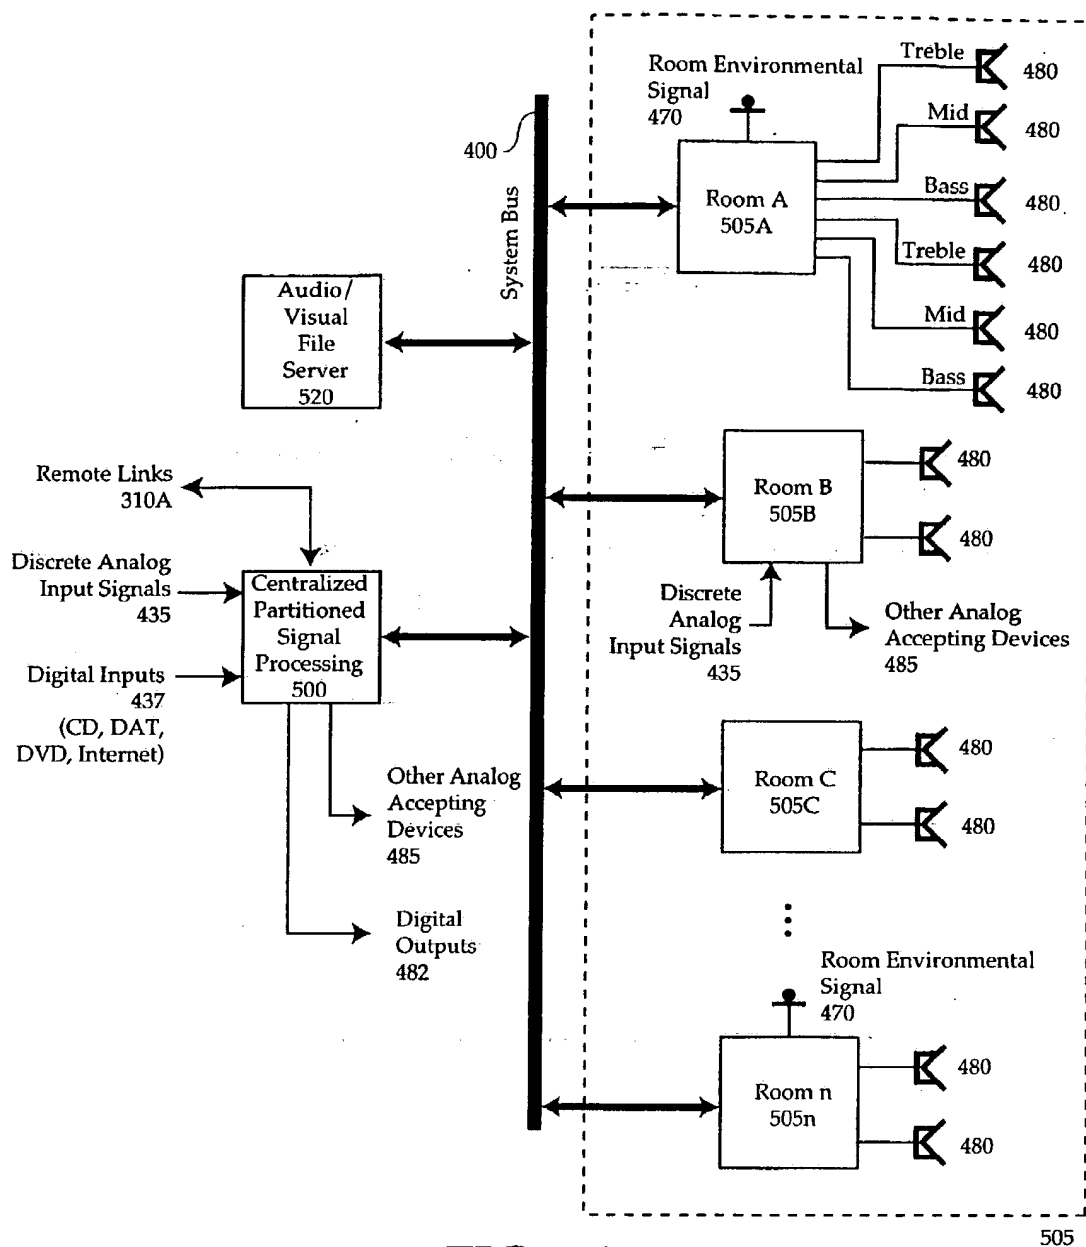 Room Environmental
Signal
470
Treble
480
Mid
480
Bass
480
Treble
480
Mid
480
Bass
480
400
System Bus
Room A
505A
Audio/
Visual
File
Server
520
Room B
505B
480
480
Discrete
Analog
Input Signals
435
Other Analog
Accepting Devices
485
Remote Links
310A
Discrete Analog
Input Signals
435
Digital Inputs
437
(CD, DAT,
DVD, Internet)
Centralized
Partitioned
Signal
Processing
500
Other Analog
Accepting
Devices
485
Digital
Outputs
482
Room C
505C
480
480
Room Environmental
Signal
470
Room n
505n
480
480
505